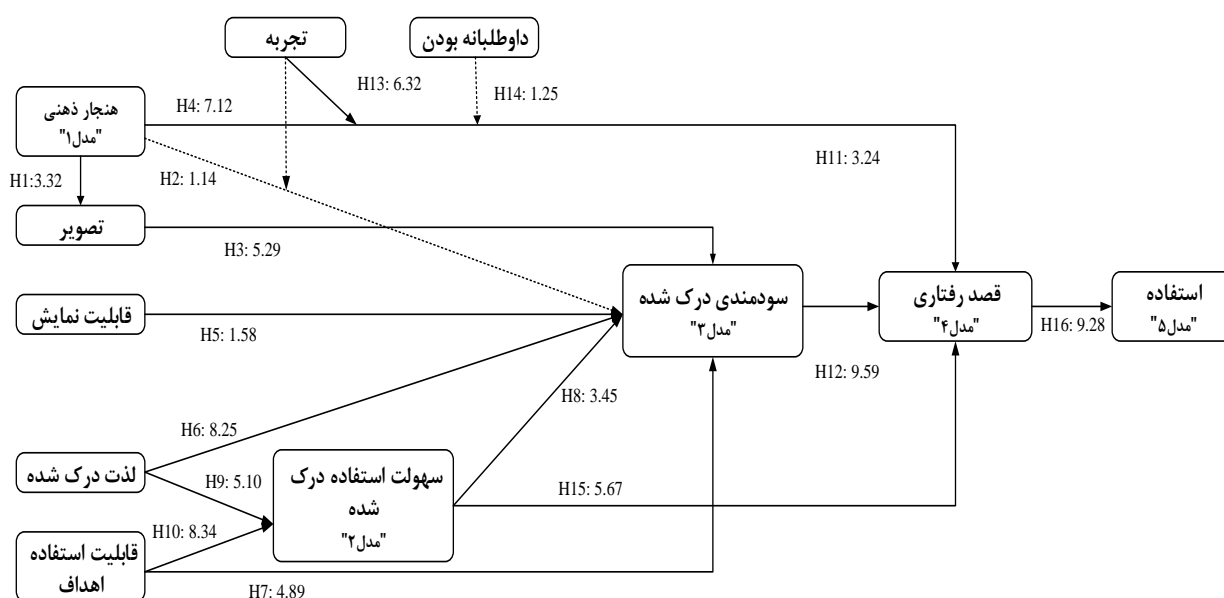 تجربه
داوطلبانه بودن
H13: 6.32
H14: 1.25
هنجار ذهنی
"مدل۱"
H4: 7.12
H11: 3.24
H1:3.32
H2: 1.14
تصویر
H3: 5.29
سودمندی درک شده
"مدل۳"
قصد رفتاری
"مدل۴"
استفاده
"مدل۵"
قابلیت نمایش
H5: 1.58
H16: 9.28
H12: 9.59
H8: 3.45
H6: 8.25
لذت درک شده
H9: 5.10
سهولت استفاده درک
شده
"مدل۲"
H15: 5.67
H10: 8.34
قابلیت استفاده
اهداف
H7: 4.89